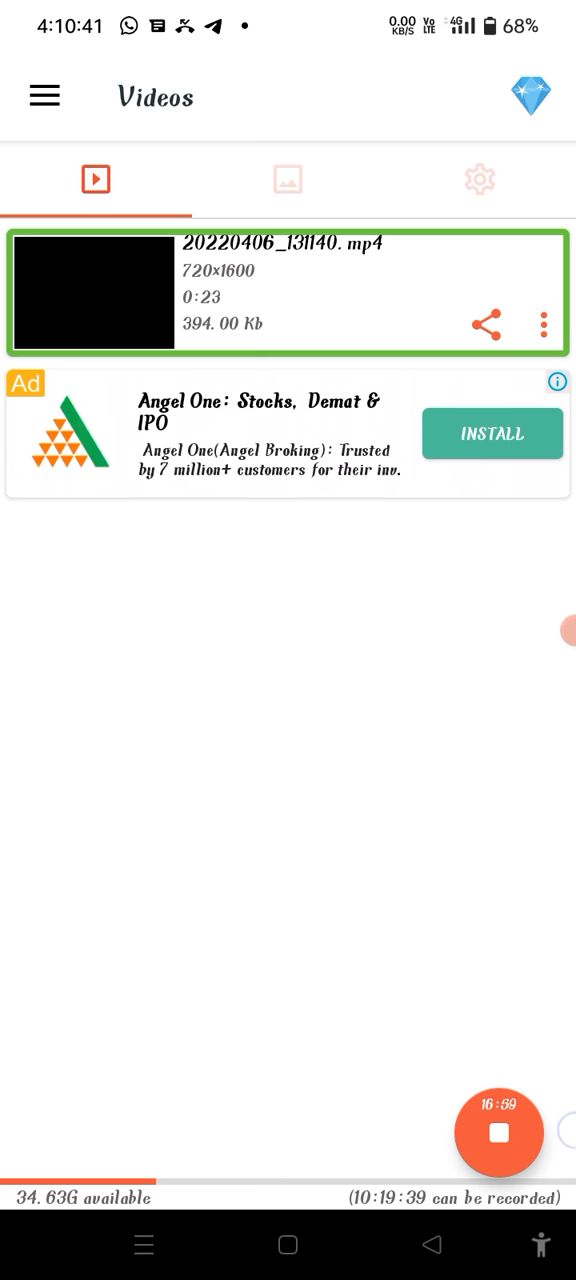 4:10:41 0.00 KB/S Vo LTE 4G 68%
Videos
20220406_131140.mp4
720×1600
0:23
394.00 Kb
Ad
Angel One: Stocks, Demat &
IPO
Angel One(Angel Broking): Trusted
by 7 million+ customers for their inv.
INSTALL
16:59
34.63G available (10:19:39 can be recorded)